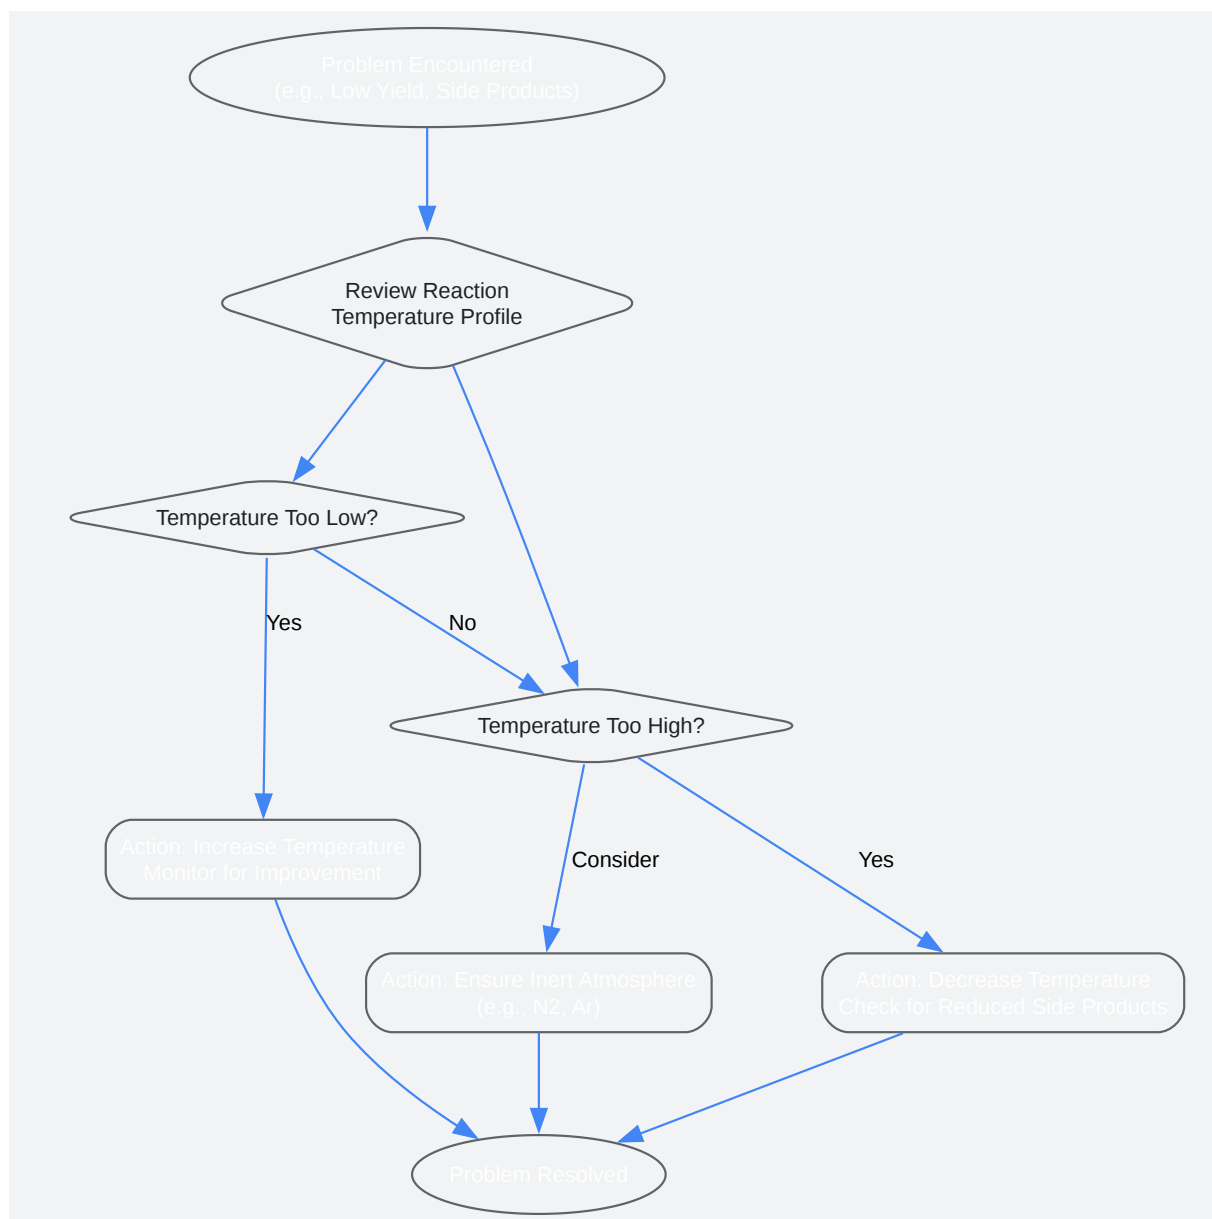 Problem Encountered
(e.g., Low Yield, Side Products)
Review Reaction
Temperature Profile
Temperature Too Low?
Yes
No
Temperature Too High?
Action: Increase Temperature
Monitor for Improvement
Consider
Yes
Action: Ensure Inert Atmosphere
(e.g., N2, Ar)
Action: Decrease Temperature
Check for Reduced Side Products
Problem Resolved